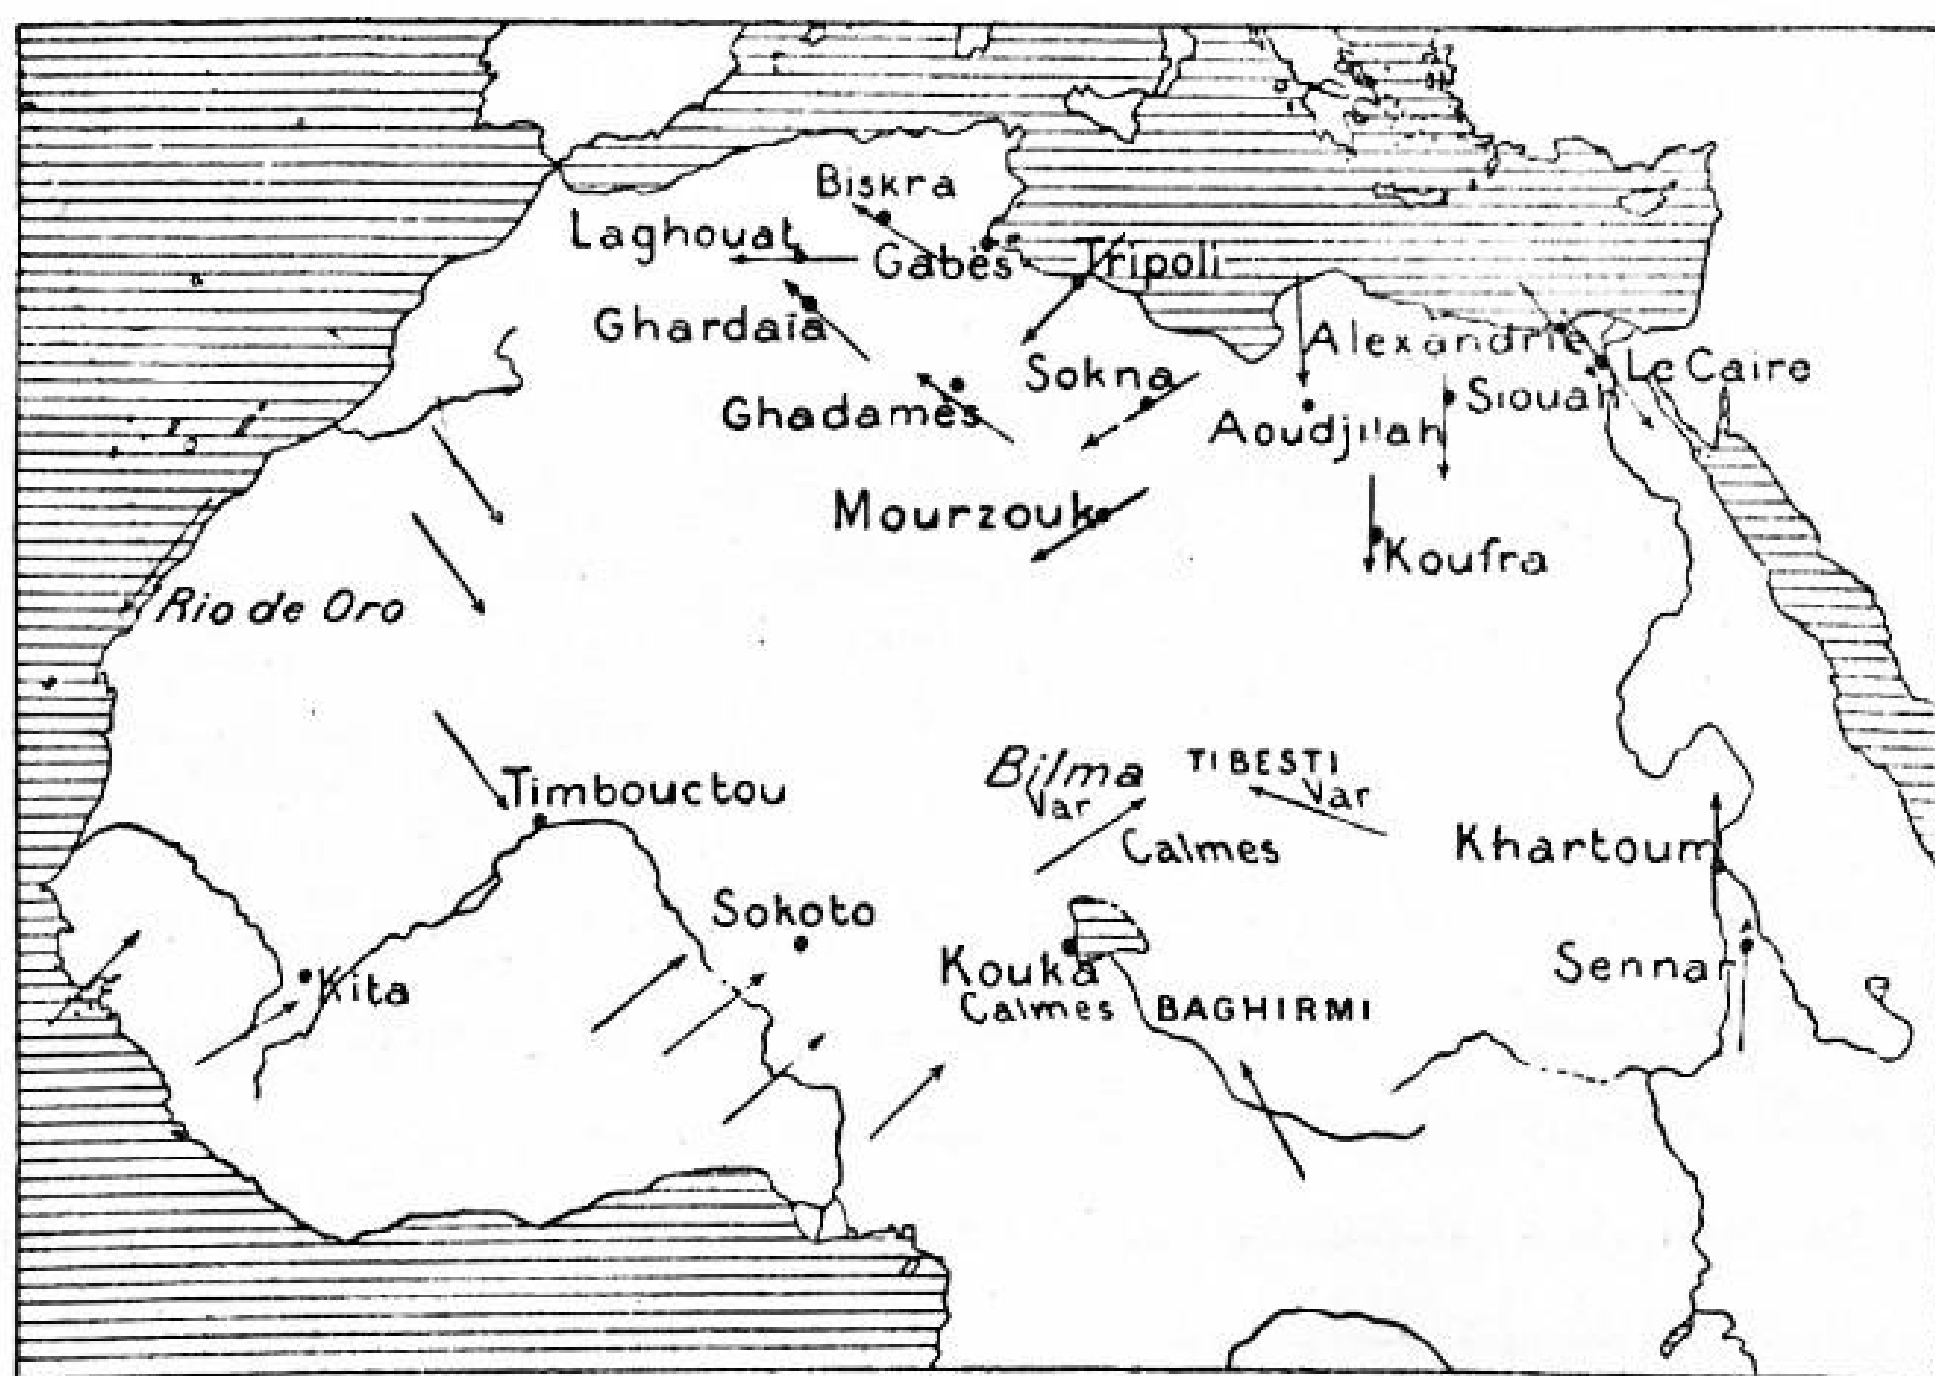 Biskra
Laghouat
Gabès
Tripoli
Ghardaïa
Alexandrie
Le Caire
Sokna
Siouah
Ghadamès
Aoudjilah
Mourzouk
Koufra
Rio de Oro
Bilma
Var
TIBESTI
Var
Timbouctou
Calmes
Khartoum
Sokoto
Kouka
Calmes
BAGHIRMI
Sennar
Kita